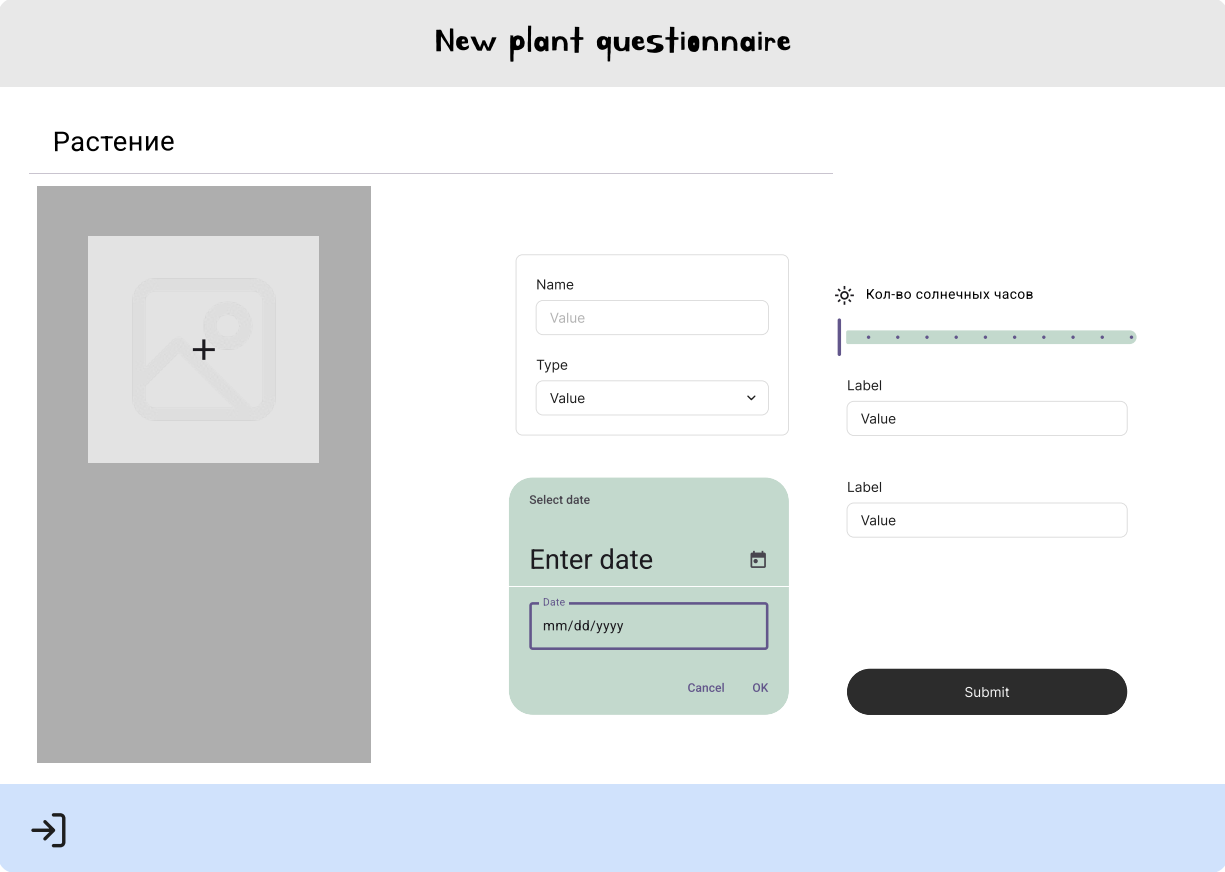 New plant questionnaire
Растение
Name
Value
Type
Value
Select date
Enter date
Date
mm/dd/yyyy
Cancel OK
Кол-во солнечных часов
Label
Value
Label
Value
Submit